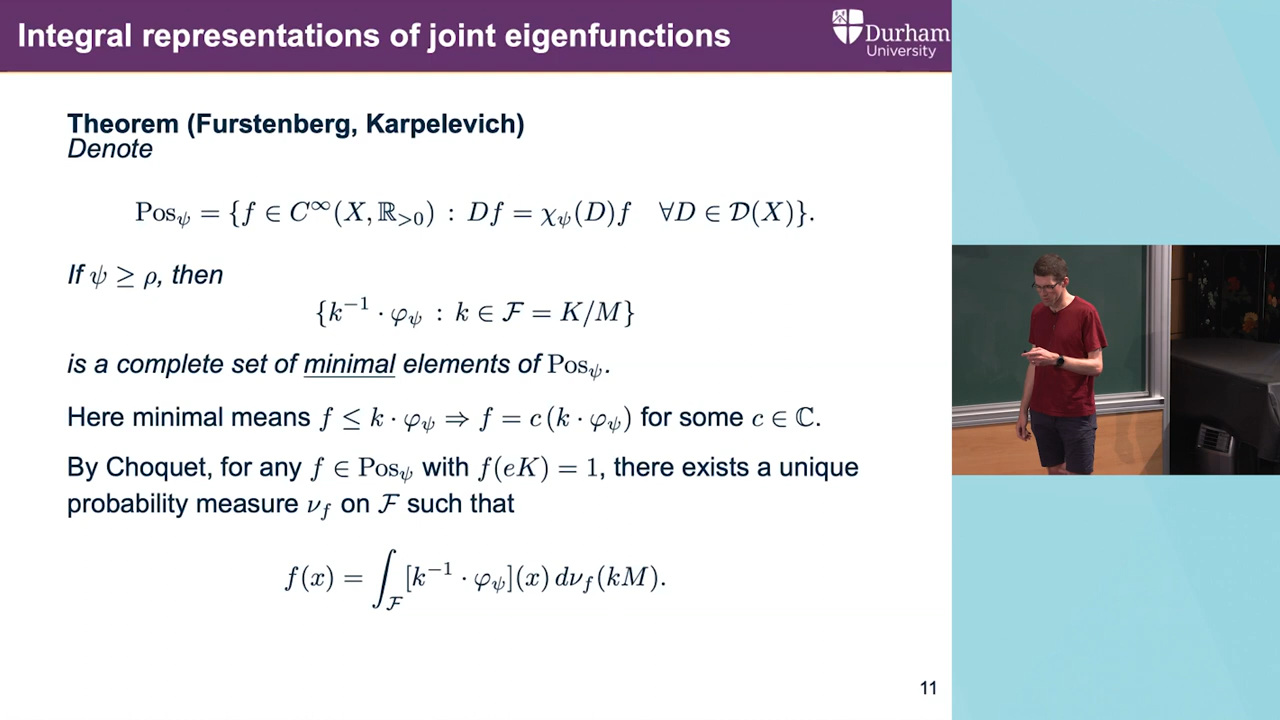 Integral representations of joint eigenfunctions
Durham
University
Theorem (Furstenberg, Karpelevich)
Denote
Pos_ψ = {f ∈ C^∞(X, ℝ_{>0}) : Df = χ_ψ(D)f ∀D ∈ 𝒟(X)}.
If ψ ≥ ρ, then
{k⁻¹ · φ_ψ : k ∈ ℱ = K/M}
is a complete set of minimal elements of Pos_ψ.
Here minimal means f ≤ k · φ_ψ ⇒ f = c (k · φ_ψ) for some c ∈ ℂ.
By Choquet, for any f ∈ Pos_ψ with f(eK) = 1, there exists a unique
probability measure ν_f on ℱ such that
f(x) = ∫_ℱ [k⁻¹ · φ_ψ](x) dν_f(kM).
11